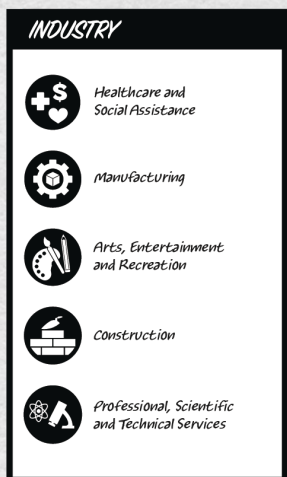 INDUSTRY
Healthcare and
Social Assistance
Manufacturing
Arts, Entertainment
and Recreation
Construction
Professional, Scientific
and Technical Services